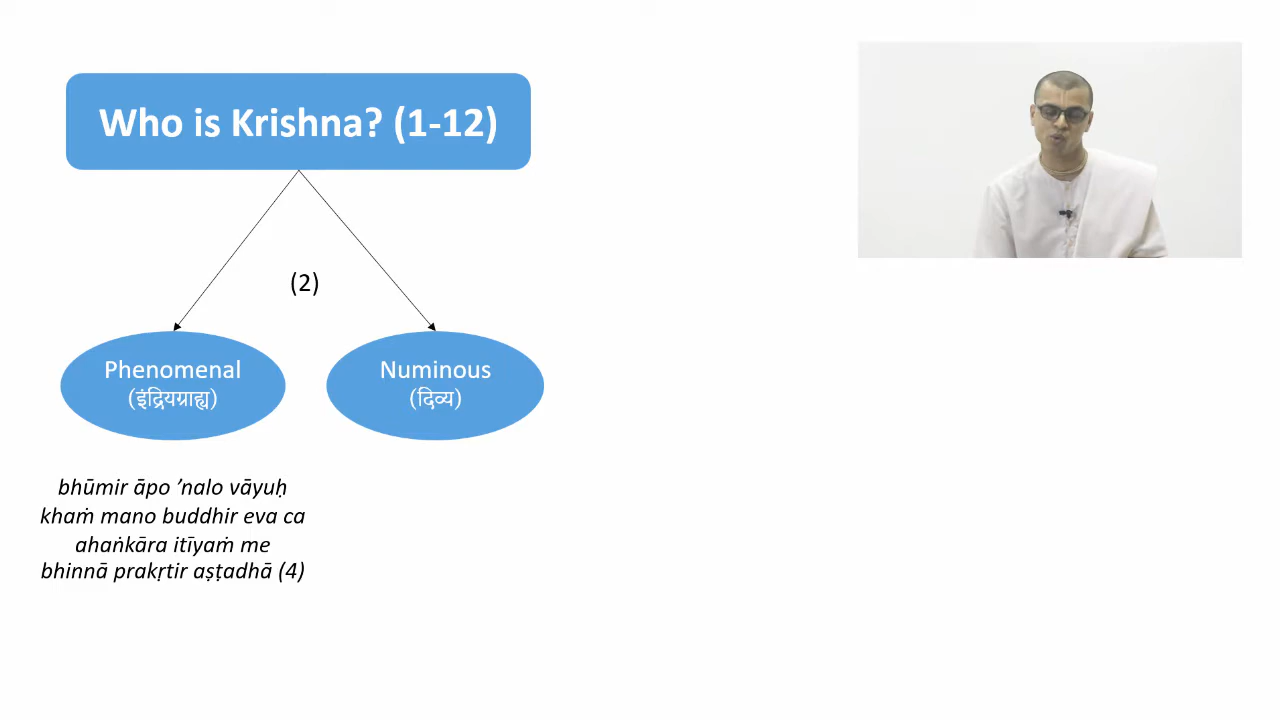 Who is Krishna? (1-12)
(2)
Phenomenal
(इंद्रियग्राह्य)
Numinous
(दिव्य)
bhūmir āpo ’nalo vāyuḥ
khaṁ mano buddhir eva ca
ahaṅkāra itīyaṁ me
bhinnā prakṛtir aṣṭadhā (4)